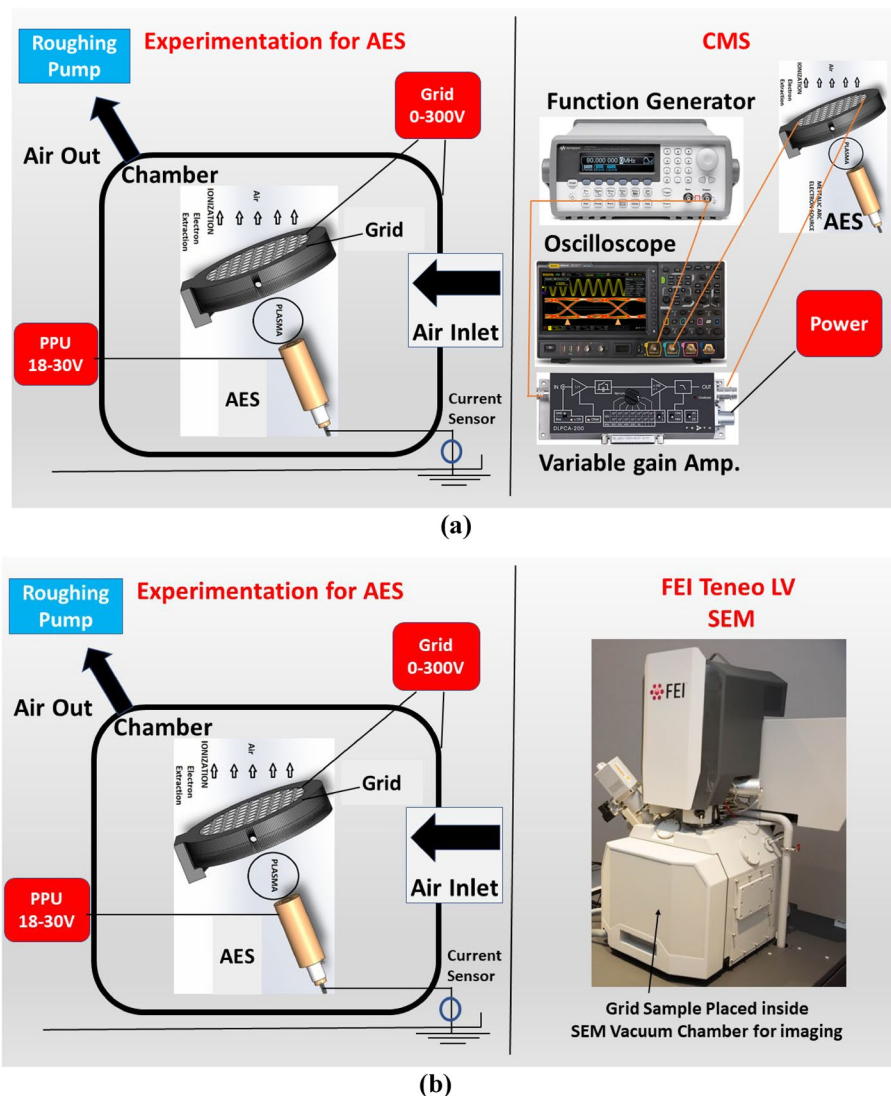 Roughing
Pump
Experimentation for AES
Grid
0-300V
Air Out
Chamber
Air
IONIZATION
Electron
Extraction
Grid
PLASMA
Air Inlet
PPU
18-30V
AES
Current
Sensor
CMS
Air
IONIZATION
Electron
Extraction
Function Generator
PLASMA
METTALIC ARC
ELECTRON SOURCE
AES
Oscilloscope
Power
IN
OUT
DLPCA-200
Variable gain Amp.
(a)
Roughing
Pump
Experimentation for AES
Grid
0-300V
Air Out
Chamber
Air
IONIZATION
Electron
Extraction
Grid
PLASMA
Air Inlet
PPU
18-30V
AES
Current
Sensor
FEI Teneo LV
SEM
FEI
Grid Sample Placed inside
SEM Vacuum Chamber for imaging
(b)